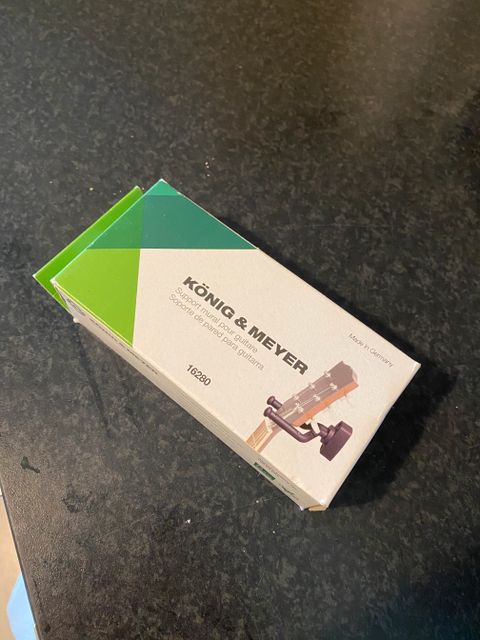 KÖNIG & MEYER
Support mural pour guitare
Soporte de pared para guitarra
16280
Made in Germany